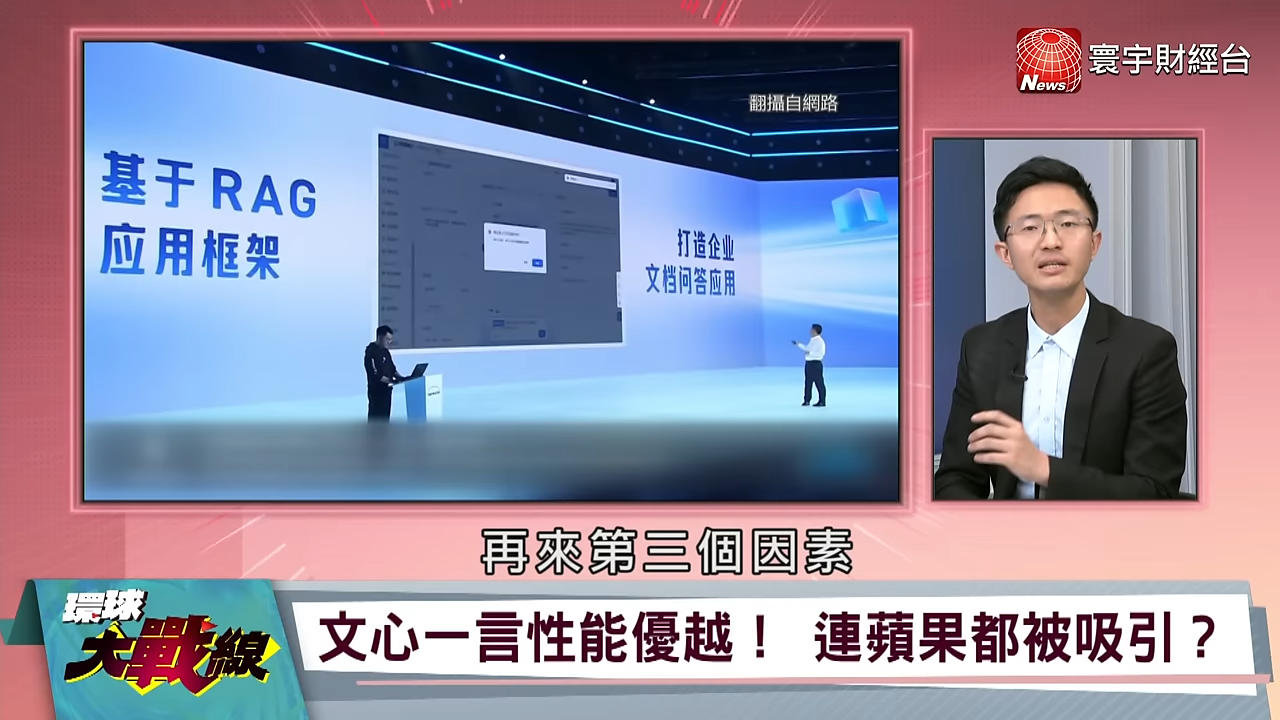 News
寰宇財經台
翻攝自網路
基于RAG
应用框架
打造企业
文档问答应用
再來第三個因素
環球
大戰線
文心一言性能優越！ 連蘋果都被吸引？